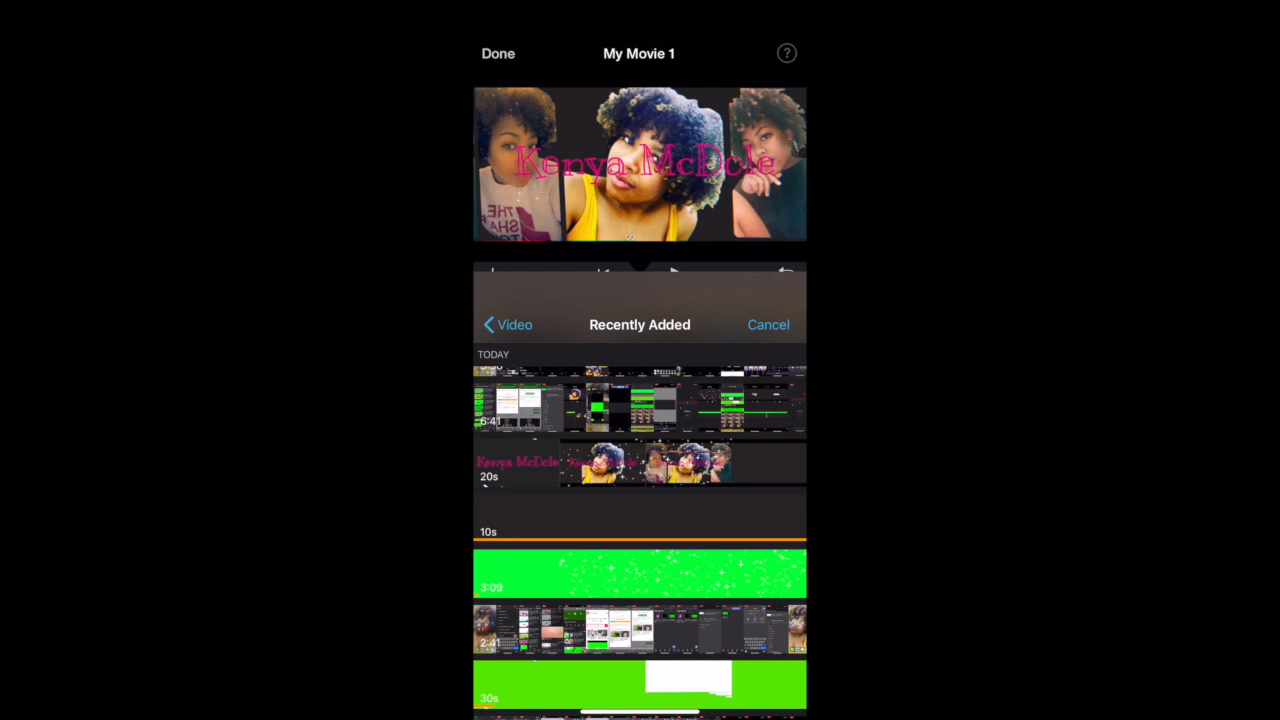 Done My Movie 1 ?
Kenya McDole
Video Recently Added Cancel
TODAY
6:41
Kenya McDole
20s
10s
3:09
2:41
30s